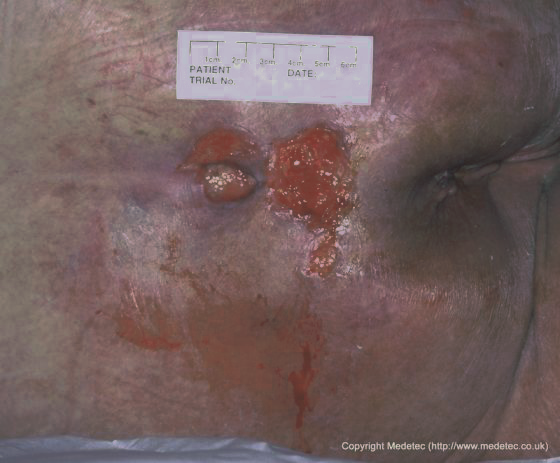 1cm 2cm 3cm 4cm 5cm 6cm
PATIENT DATE
TRIAL No.
Copyright Medetec (http://www.medetec.co.uk)